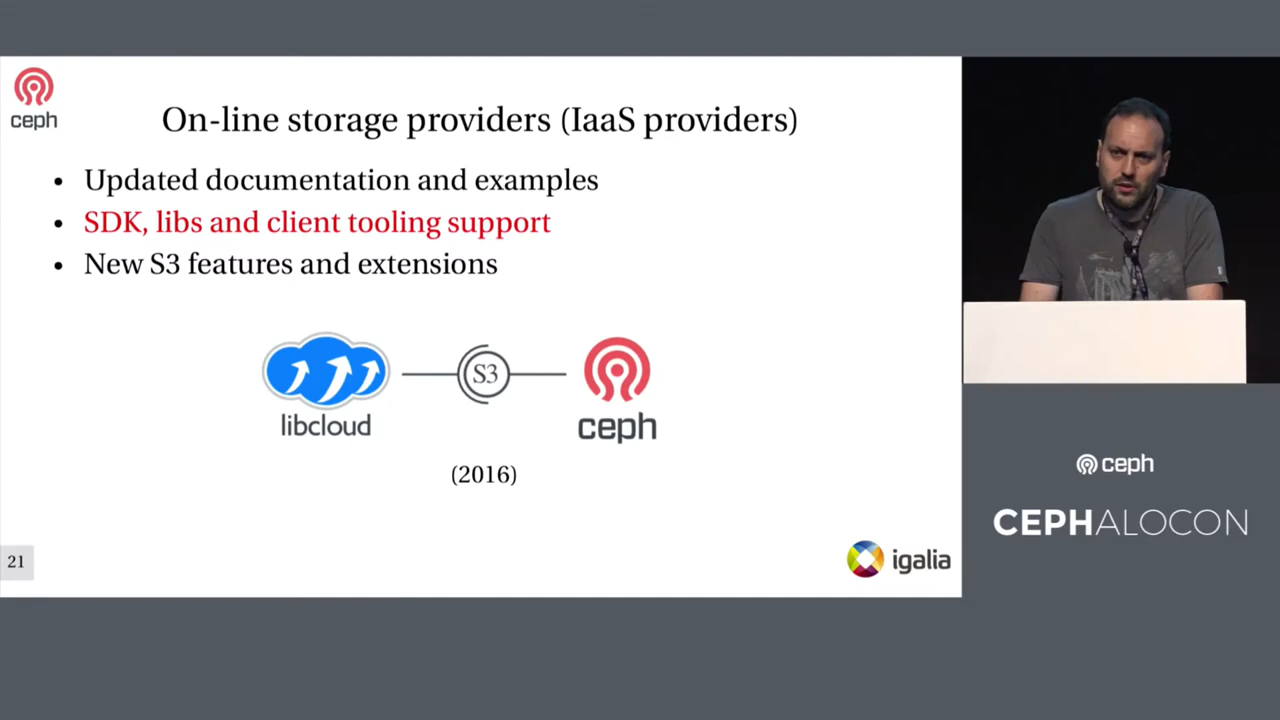 ceph
On-line storage providers (IaaS providers)
• Updated documentation and examples
• SDK, libs and client tooling support
• New S3 features and extensions
libcloud
S3
ceph
(2016)
21
igalia
ceph
CEPHALOCON